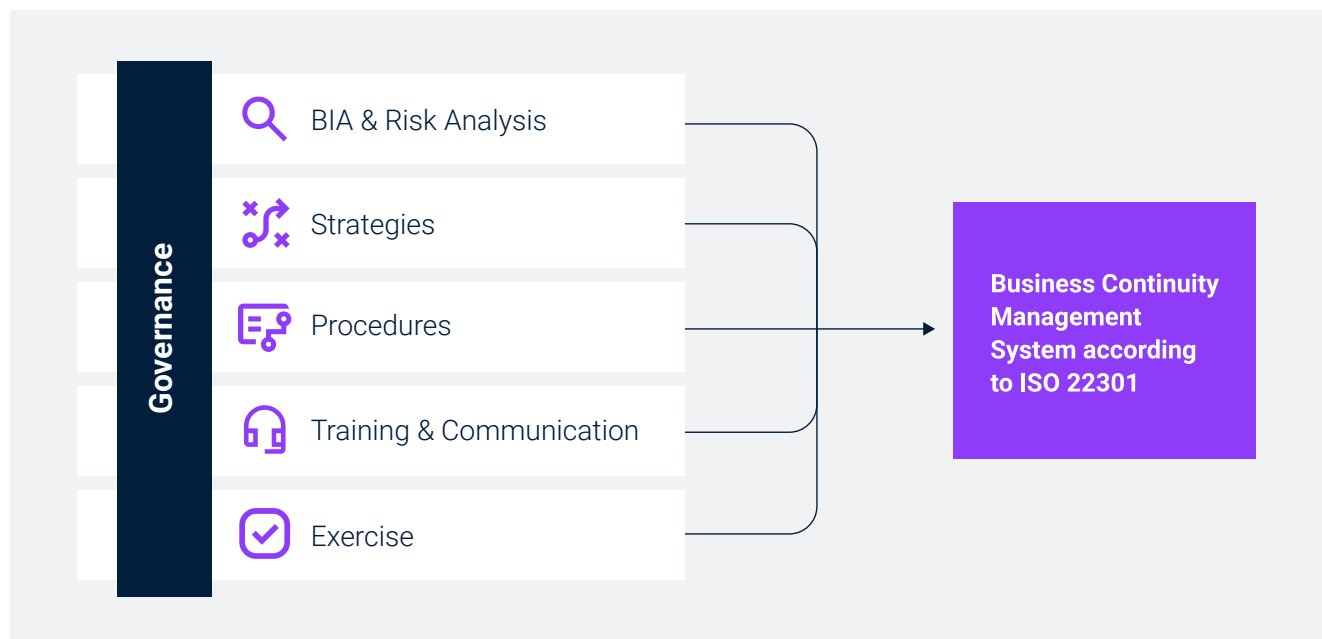 Governance
BIA & Risk Analysis
Strategies
Procedures
Training & Communication
Exercise
Business Continuity
Management
System according
to ISO 22301